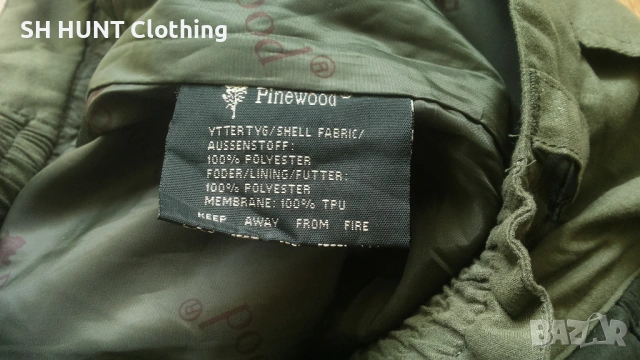 SH HUNT Clothing
Pinewood®
YTTERTYG/SHELL FABRIC/
AUSSENSTOFF:
100% POLYESTER
FODER/LINING/FUTTER:
100% POLYESTER
MEMBRANE: 100% TPU
KEEP AWAY FROM FIRE
BAZAR